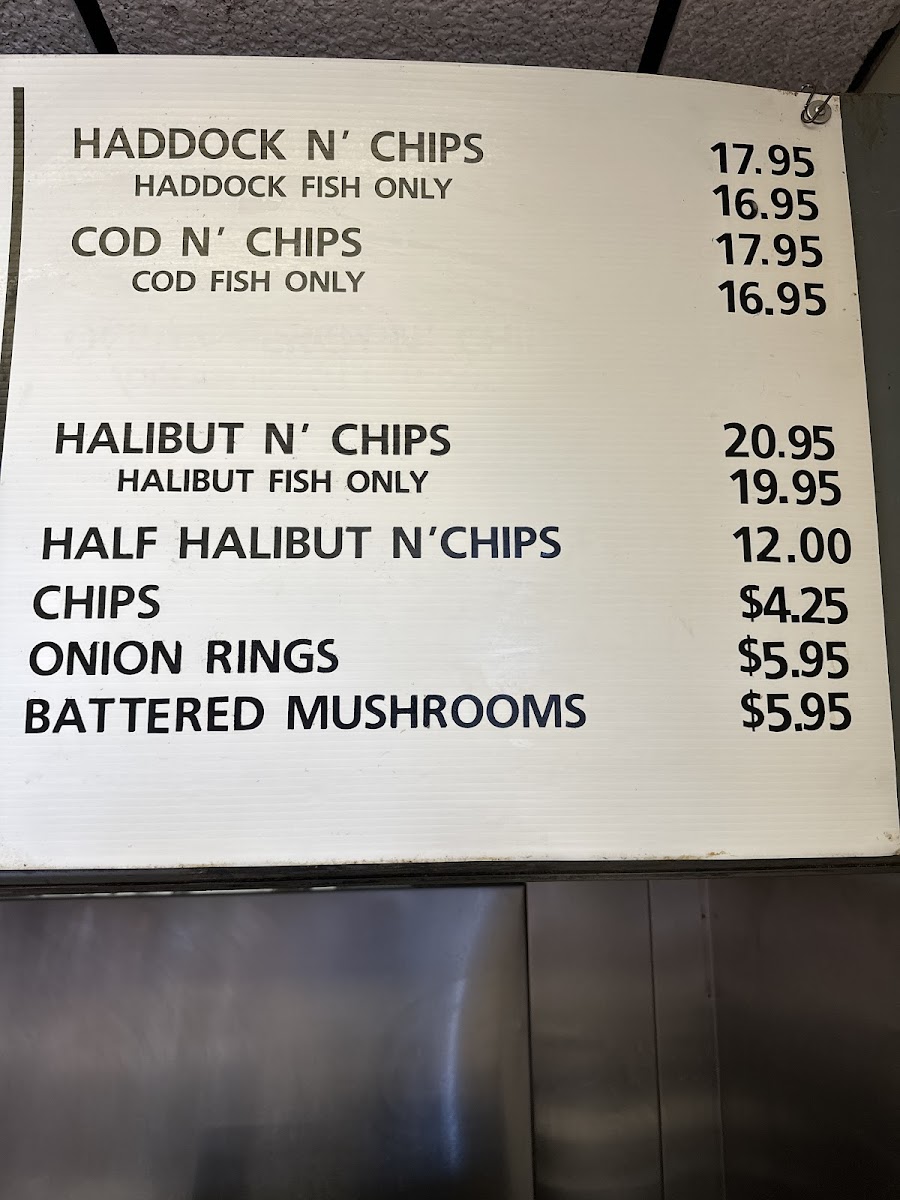 HADDOCK N' CHIPS 17.95
HADDOCK FISH ONLY 16.95
COD N' CHIPS 17.95
COD FISH ONLY 16.95
HALIBUT N' CHIPS 20.95
HALIBUT FISH ONLY 19.95
HALF HALIBUT N'CHIPS 12.00
CHIPS $4.25
ONION RINGS $5.95
BATTERED MUSHROOMS $5.95